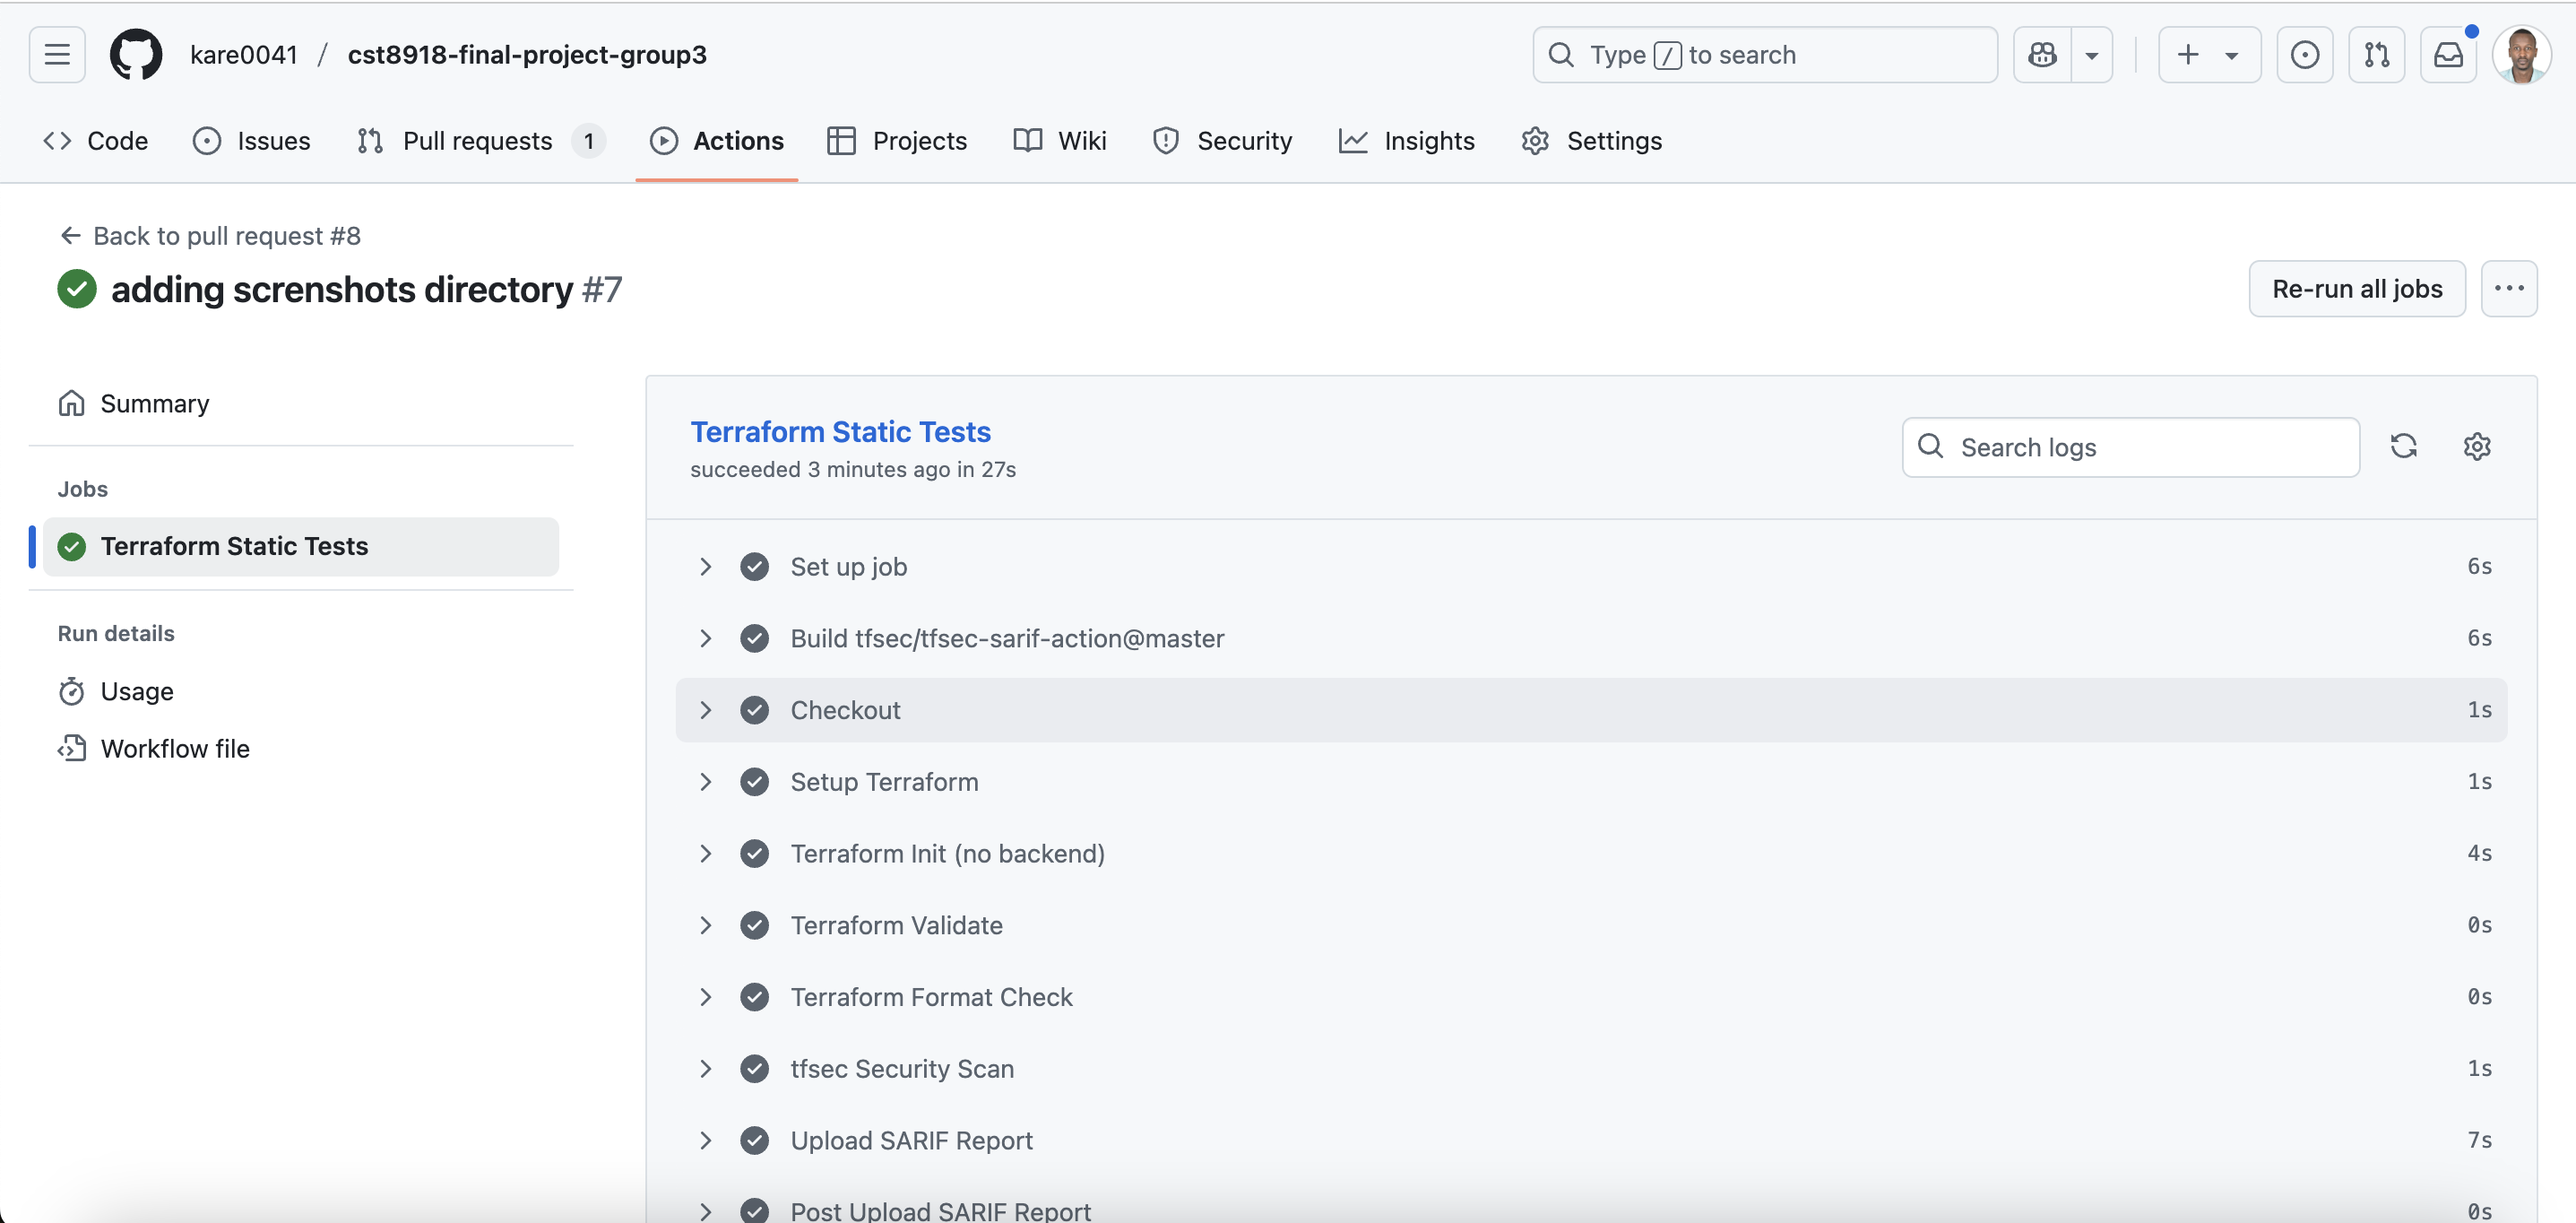 kare0041 / cst8918-final-project-group3
Type / to search
Code
Issues
Pull requests 1
Actions
Projects
Wiki
Security
Insights
Settings
Back to pull request #8
adding screnshots directory #7
Re-run all jobs
Summary
Jobs
Terraform Static Tests
Run details
Usage
Workflow file
Terraform Static Tests
succeeded 3 minutes ago in 27s
Search logs
Set up job 6s
Build tfsec/tfsec-sarif-action@master 6s
Checkout 1s
Setup Terraform 1s
Terraform Init (no backend) 4s
Terraform Validate 0s
Terraform Format Check 0s
tfsec Security Scan 1s
Upload SARIF Report 7s
Post Upload SARIF Report 0s